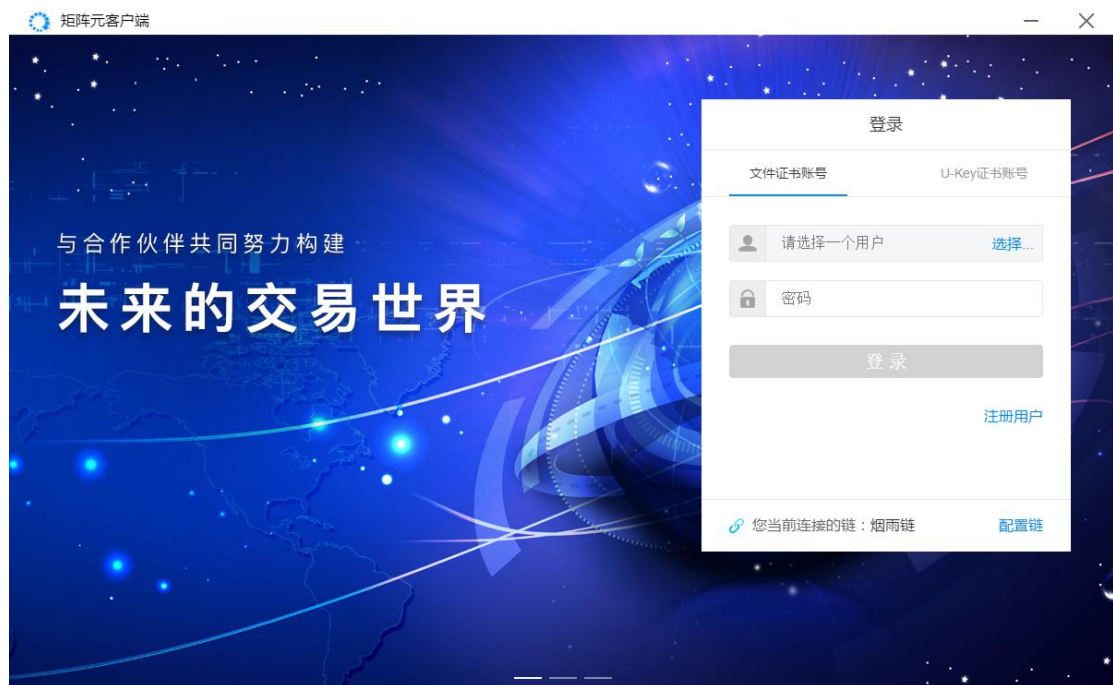 矩阵元客户端
与合作伙伴共同努力构建
未来的交易世界
登录
文件证书账号 U-Key证书账号
请选择一个用户 选择...
密码
登 录
注册用户
您当前连接的链：烟雨链 配置链